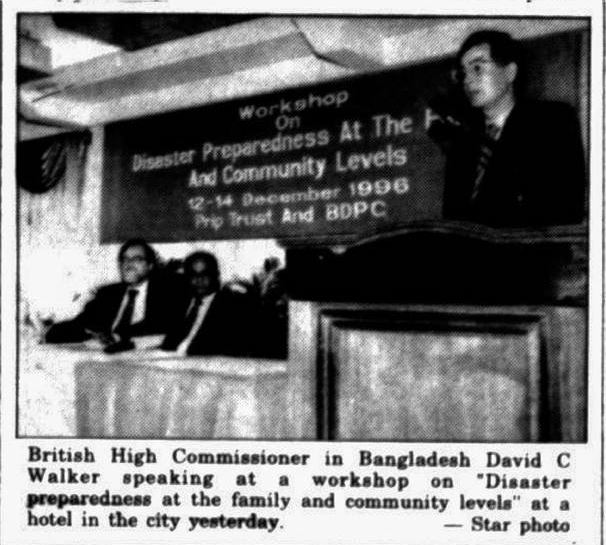 Workshop
On
Disaster Preparedness At The
And Community Levels
12-14 December 1996
Prip Trust And BDPC
British High Commissioner in Bangladesh David C
Walker speaking at a workshop on "Disaster
preparedness at the family and community levels" at a
hotel in the city yesterday. — Star photo